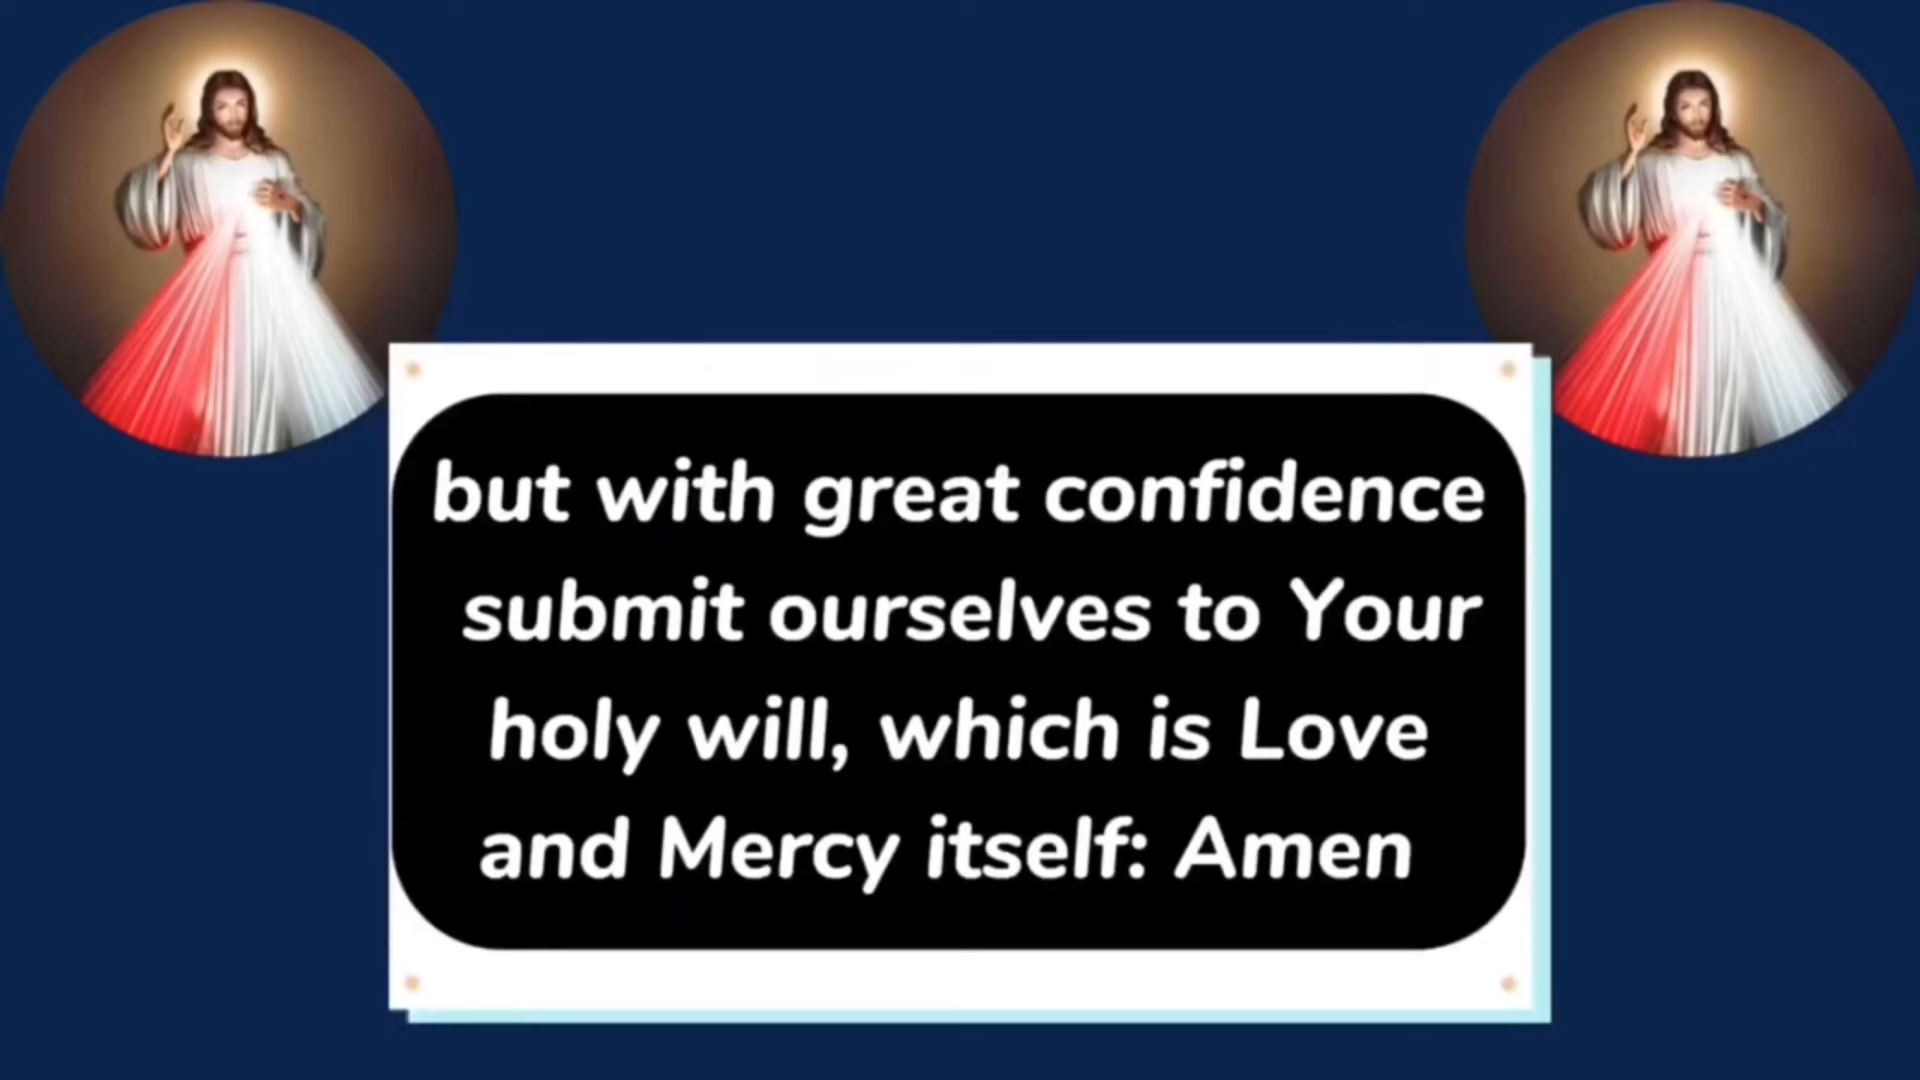 but with great confidence
submit ourselves to Your
holy will, which is Love
and Mercy itself: Amen